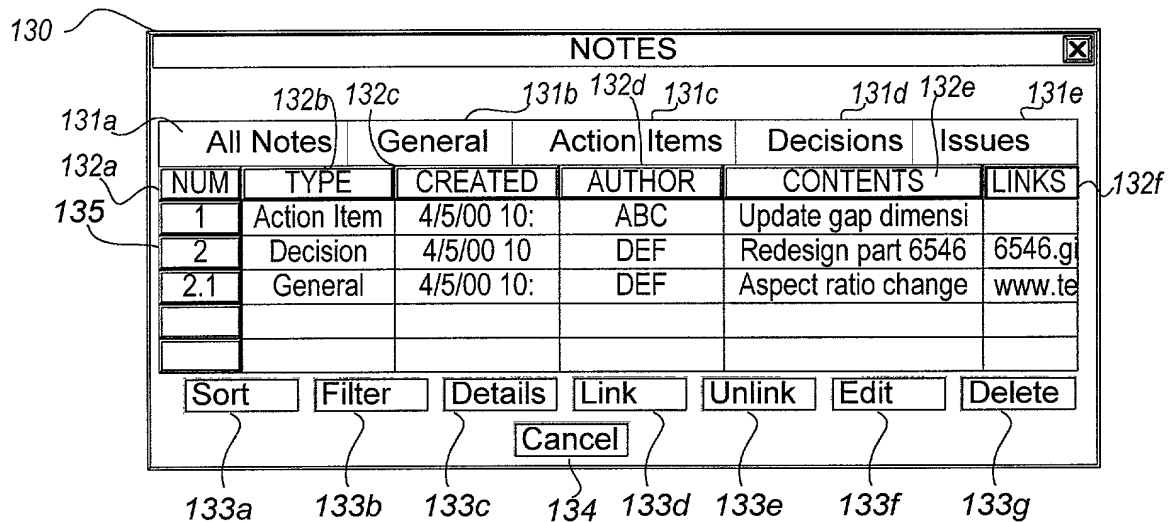 130
NOTES
132b 132c 131b 132d 131c 131d 132e 131e
131a
All Notes General Action Items Decisions Issues
132a
NUM TYPE CREATED AUTHOR CONTENTS LINKS 132f
135
1 Action Item 4/5/00 10: ABC Update gap dimensi
2 Decision 4/5/00 10 DEF Redesign part 6546 6546.gi
2.1 General 4/5/00 10: DEF Aspect ratio change www.te
Sort Filter Details Link Unlink Edit Delete
Cancel
133a 133b 133c 134 133d 133e 133f 133g